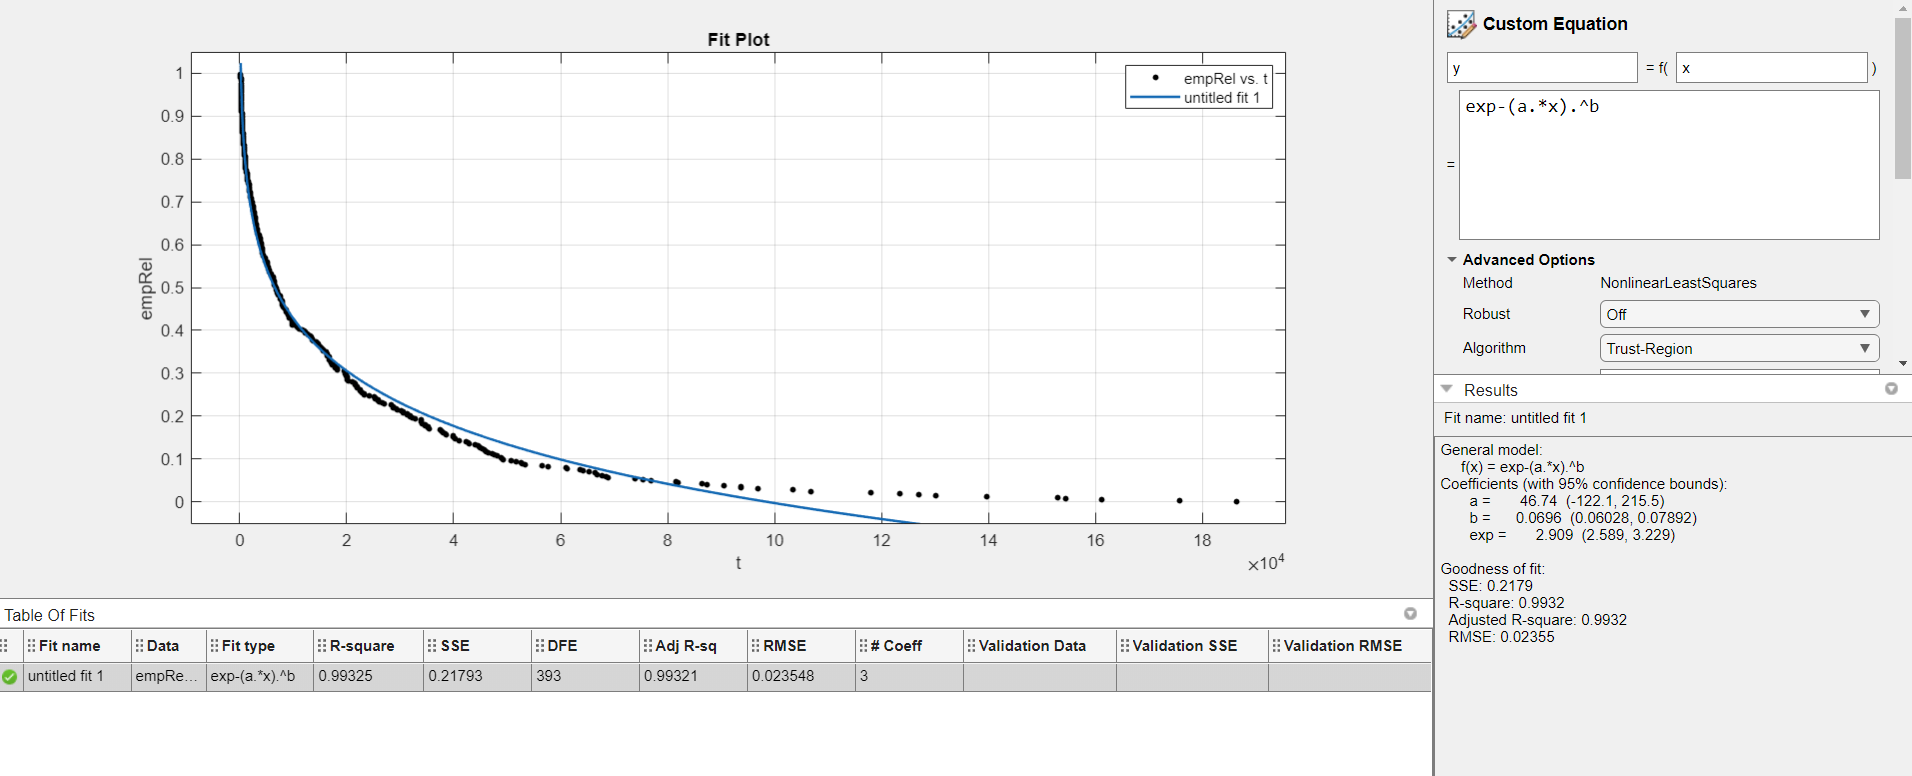 Fit Plot
empRel vs. t
untitled fit 1
1
0.9
0.8
0.7
0.6
0.5
0.4
0.3
0.2
0.1
0
empRel
0 2 4 6 8 10 12 14 16 18
t
×10⁴
Table Of Fits
Fit name Data Fit type R-square SSE DFE Adj R-sq RMSE # Coeff Validation Data Validation SSE Validation RMSE
untitled fit 1 empRe... exp-(a.*x).^b 0.99325 0.21793 393 0.99321 0.023548 3
Custom Equation
y = f( x )
= exp-(a.*x).^b
Advanced Options
Method NonlinearLeastSquares
Robust Off
Algorithm Trust-Region
Results
Fit name: untitled fit 1
General model:
f(x) = exp-(a.*x).^b
Coefficients (with 95% confidence bounds):
a = 46.74 (-122.1, 215.5)
b = 0.0696 (0.06028, 0.07892)
exp = 2.909 (2.589, 3.229)
Goodness of fit:
SSE: 0.2179
R-square: 0.9932
Adjusted R-square: 0.9932
RMSE: 0.02355